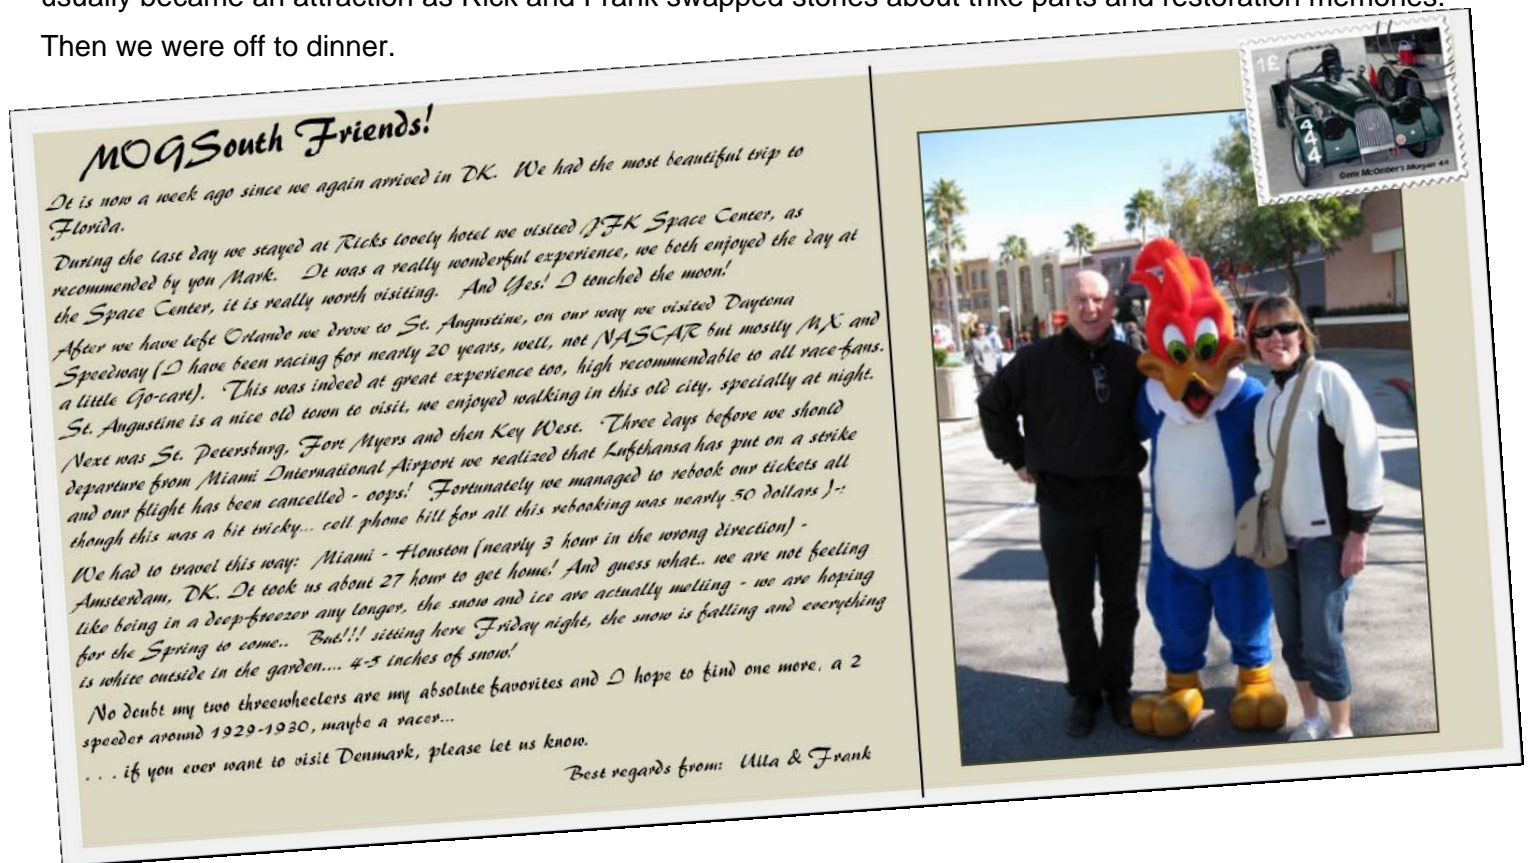 usually became an attraction as Rick and Frank swapped stories about trike parts and restoration memories.
Then we were off to dinner.
MOGSouth Friends!
It is now a week ago since we again arrived in DK. We had the most beautiful trip to
Florida.
During the last day we stayed at Ricks lovely hotel we visited JFK Space Center, as
recommended by you Mark. It was a really wonderful experience, we both enjoyed the day at
the Space Center, it is really worth visiting. And Yes! I touched the moon!
After we have left Orlando we drove to St. Augustine, on our way we visited Daytona
Speedway (I have been racing for nearly 20 years, well, not NASCAR but mostly MX and
a little Go-cart). This was indeed at great experience too, high recommendable to all race-fans.
St. Augustine is a nice old town to visit, we enjoyed walking in this old city, specially at night.
Next was St. Petersburg, Fort Myers and then Key West. Three days before we should
departure from Miami International Airport we realized that Lufthansa has put on a strike
and our flight has been cancelled - oops! Fortunately we managed to rebook our tickets all
though this was a bit tricky... cell phone bill for all this rebooking was nearly 50 dollars )-:
We had to travel this way: Miami - Houston (nearly 3 hour in the wrong direction) -
Amsterdam, DK. It took us about 27 hour to get home! And guess what.. we are not feeling
like being in a deep-freezer any longer, the snow and ice are actually melting - we are hoping
for the Spring to come.. But!!! sitting here Friday night, the snow is falling and everything
is white outside in the garden.... 4-5 inches of snow!
No doubt my two threewheelers are my absolute favorites and I hope to find one more, a 2
speeder around 1929-1930, maybe a racer...
. . . if you ever want to visit Denmark, please let us know.
Best regards from: Ulla & Frank
1£
444
Gene McOmber's Morgan 4/4